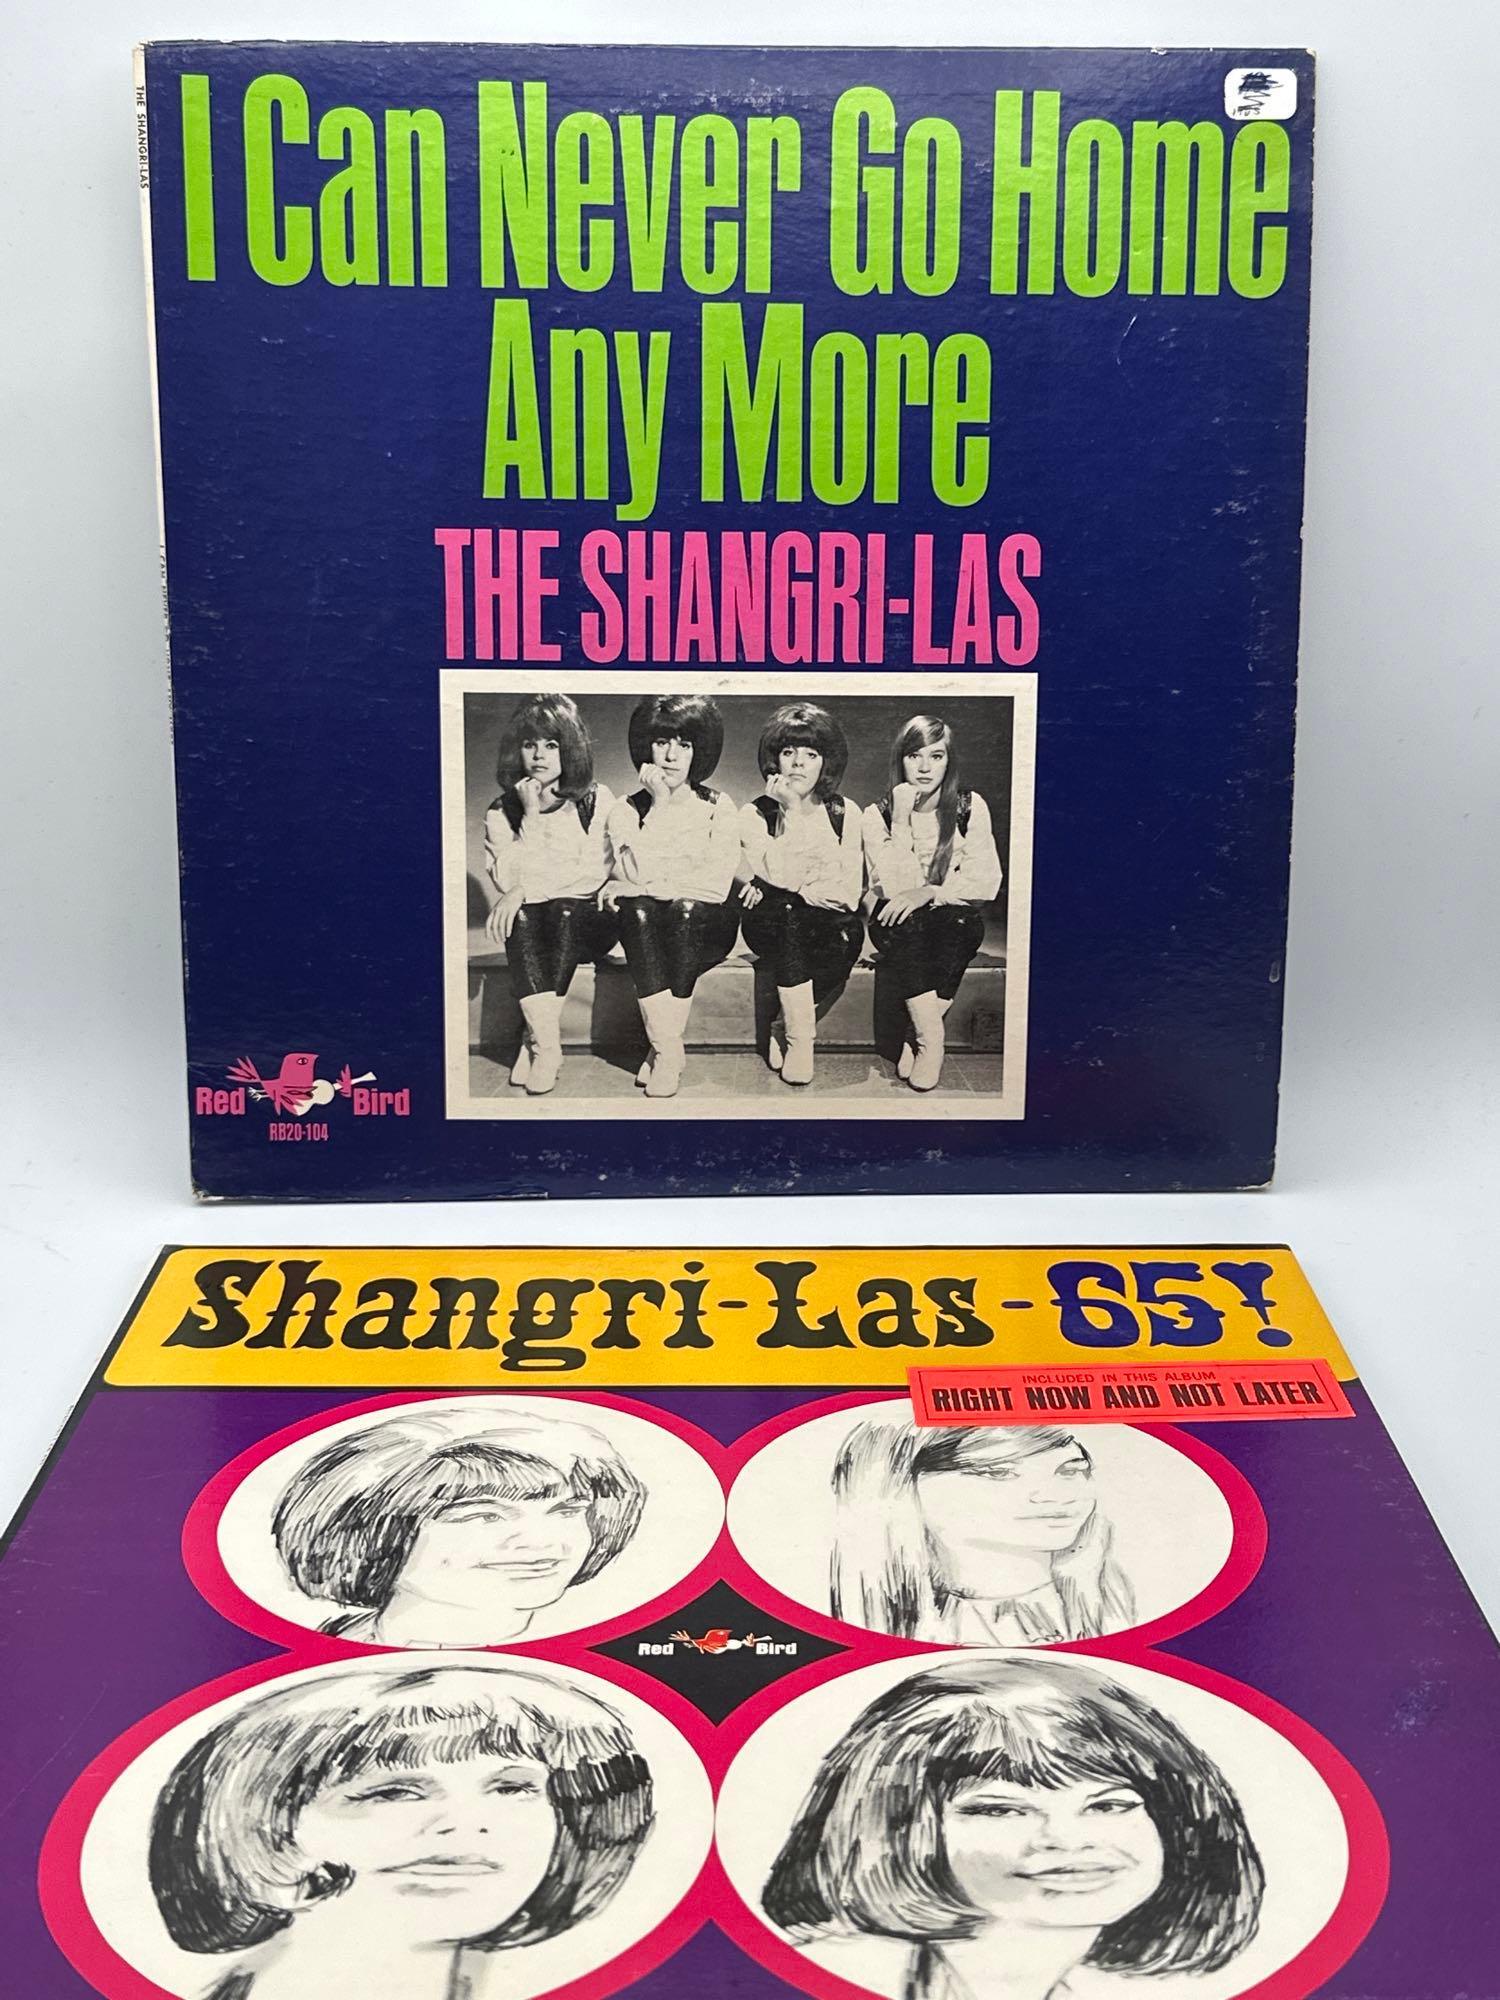 THE SHANGRI-LAS
I Can Never Go Home
Any More
THE SHANGRI-LAS
Red Bird
RB20-104
Shangri-Las-65!
INCLUDED IN THIS ALBUM
RIGHT NOW AND NOT LATER
Red Bird